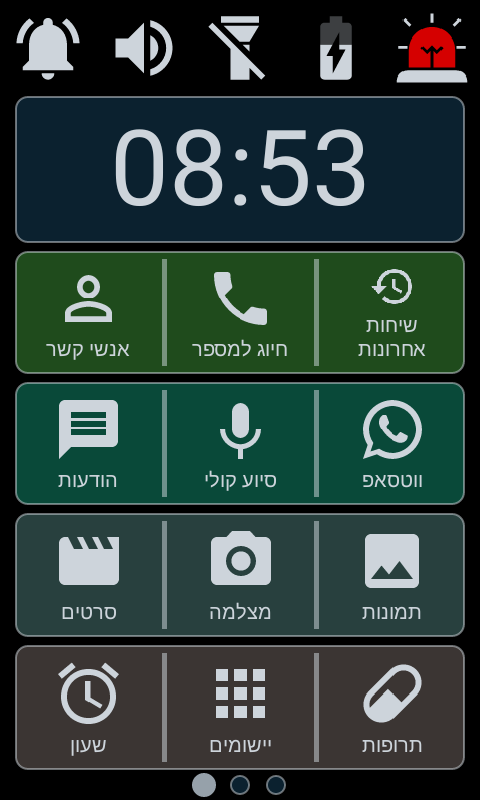 08:53
שיחות
אחרונות
חיוג למספר
אנשי קשר
ווטסאפ
סיוע קולי
הודעות
תמונות
מצלמה
סרטים
תרופות
יישומים
שעון